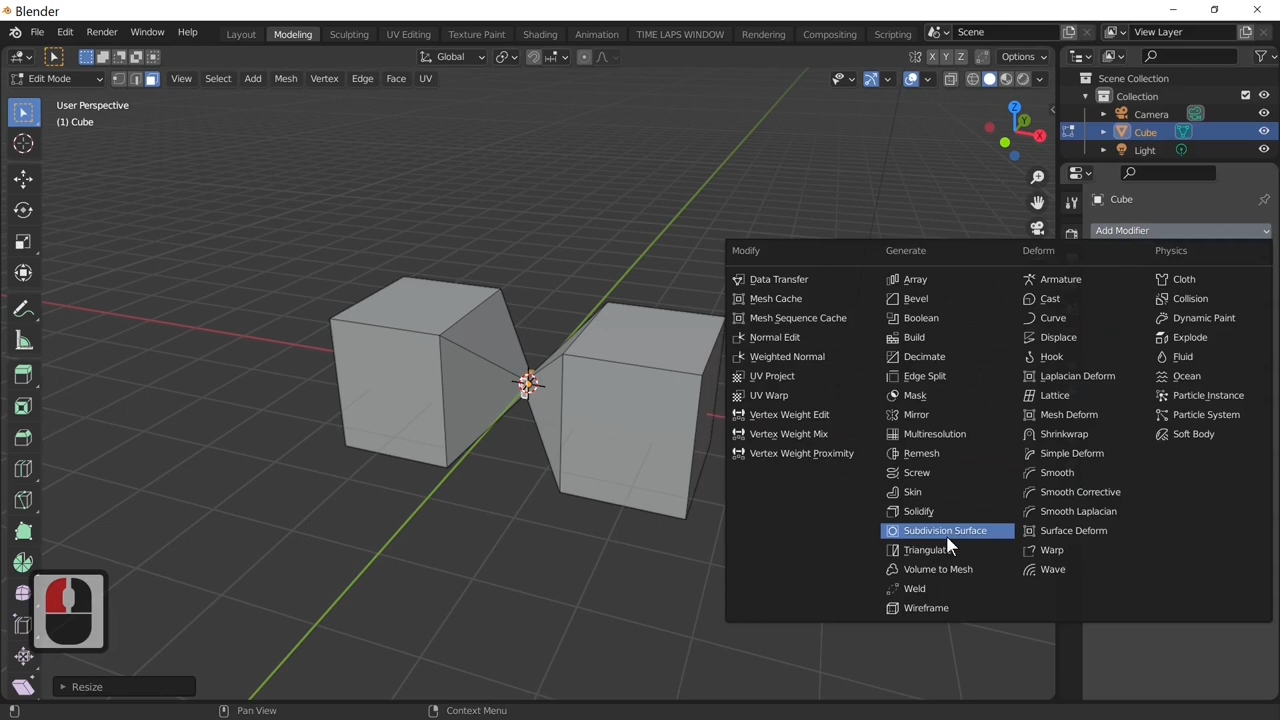 Blender
File Edit Render Window Help
Layout Modeling Sculpting UV Editing Texture Paint Shading Animation TIME LAPS WINDOW Rendering Compositing Scripting
Scene
View Layer
Global
X Y Z
Options
Edit Mode
View Select Add Mesh Vertex Edge Face UV
User Perspective
(1) Cube
Z
Y
X
Scene Collection
Collection
Camera
Cube
Light
Cube
Add Modifier
Modify
Data Transfer
Mesh Cache
Mesh Sequence Cache
Normal Edit
Weighted Normal
UV Project
UV Warp
Vertex Weight Edit
Vertex Weight Mix
Vertex Weight Proximity
Generate
Array
Bevel
Boolean
Build
Decimate
Edge Split
Mask
Mirror
Multiresolution
Remesh
Screw
Skin
Solidify
Subdivision Surface
Triangulat
Volume to Mesh
Weld
Wireframe
Deform
Armature
Cast
Curve
Displace
Hook
Laplacian Deform
Lattice
Mesh Deform
Shrinkwrap
Simple Deform
Smooth
Smooth Corrective
Smooth Laplacian
Surface Deform
Warp
Wave
Physics
Cloth
Collision
Dynamic Paint
Explode
Fluid
Ocean
Particle Instance
Particle System
Soft Body
Resize
Pan View
Context Menu